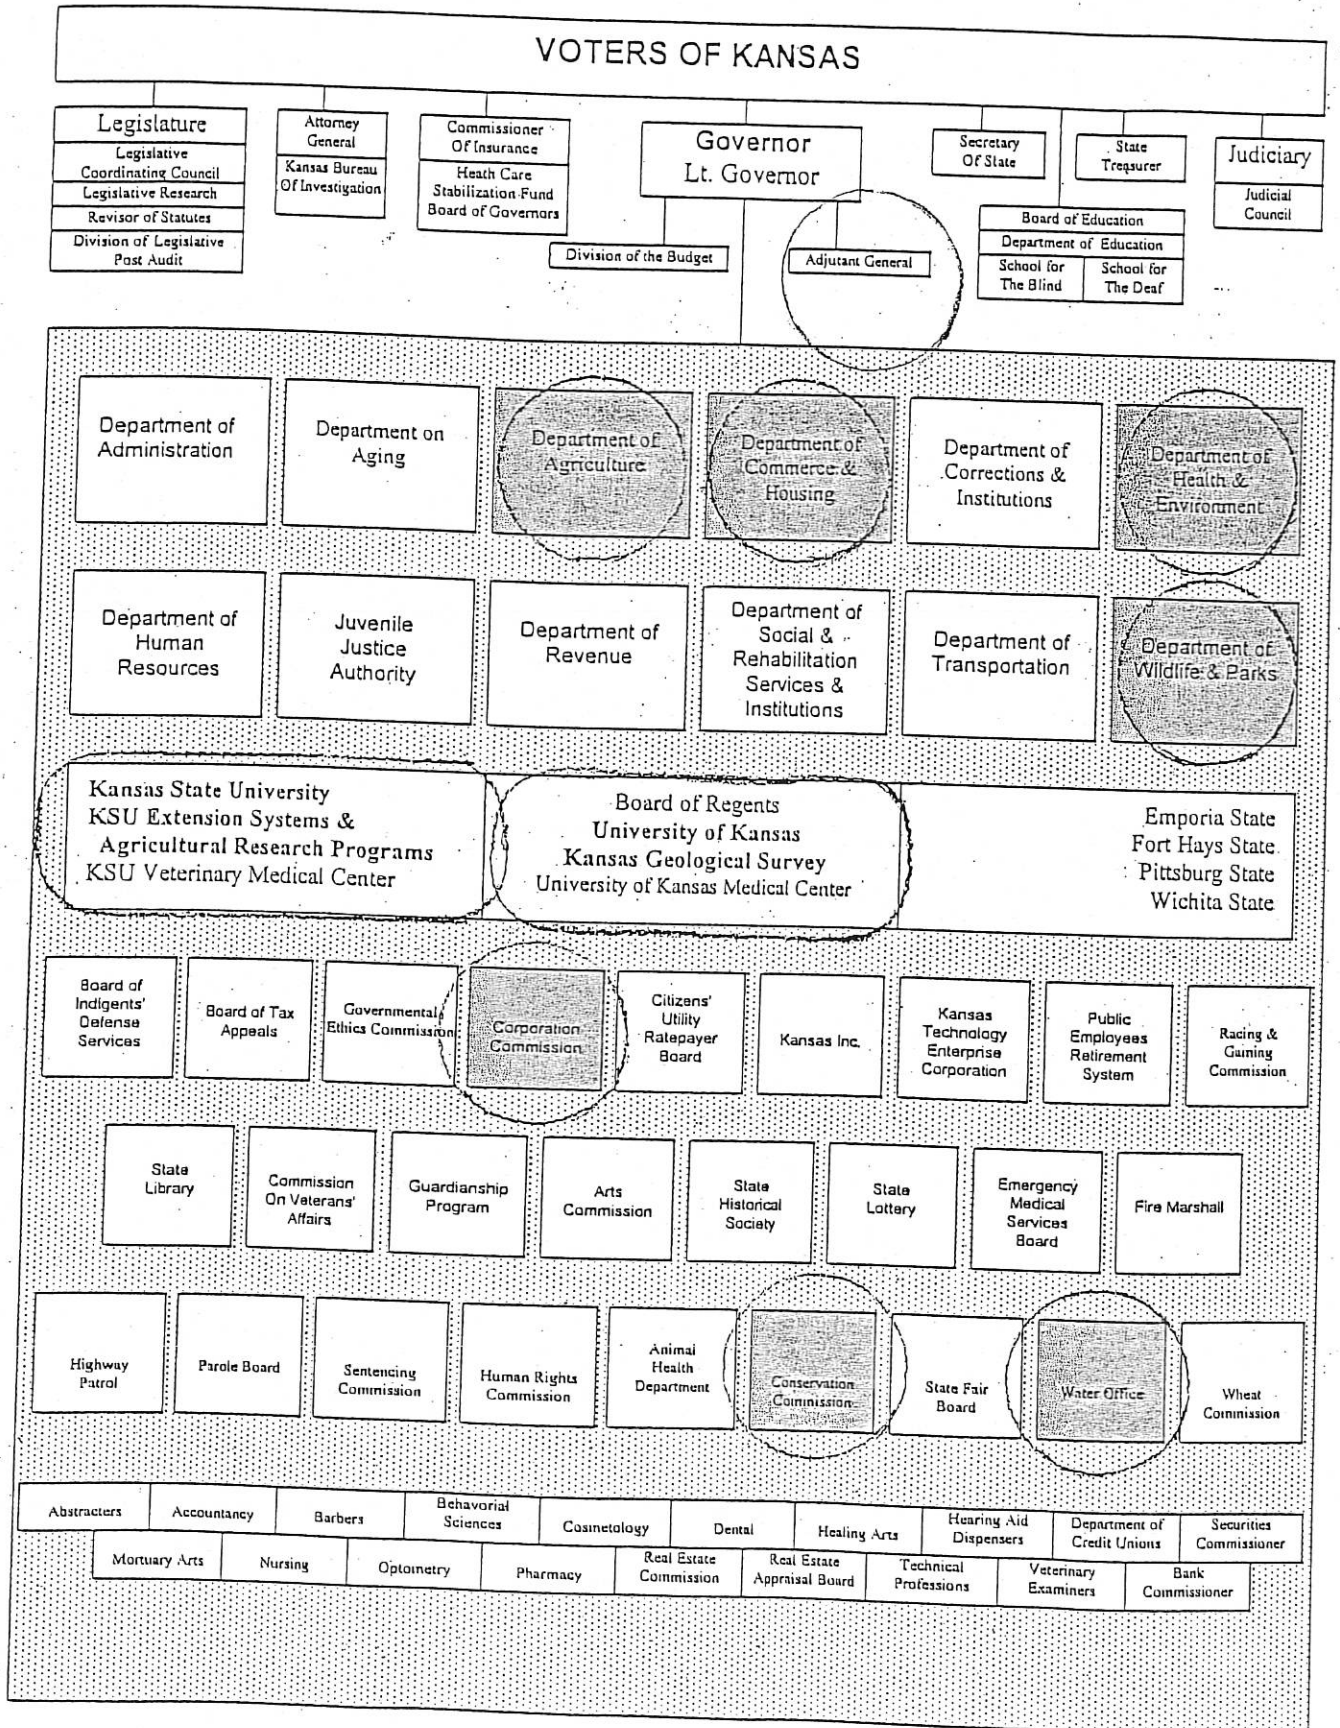 VOTERS OF KANSAS
Legislature
Legislative
Coordinating Council
Legislative Research
Revisor of Statutes
Division of Legislative
Post Audit
Attorney
General
Kansas Bureau
Of Investigation
Commissioner
Of Insurance
Heath Care
Stabilization Fund
Board of Governors
Governor
Lt. Governor
Division of the Budget
Adjutant General
Secretary
Of State
State
Treasurer
Board of Education
Department of Education
School for
The Blind
School for
The Deaf
Judiciary
Judicial
Council
Department of
Administration
Department on
Aging
Department of
Agriculture
Department of
Commerce &
Housing
Department of
Corrections &
Institutions
Department of
Health &
Environment
Department of
Human
Resources
Juvenile
Justice
Authority
Department of
Revenue
Department of
Social &
Rehabilitation
Services &
Institutions
Department of
Transportation
Department of
Wildlife & Parks
Kansas State University
KSU Extension Systems &
Agricultural Research Programs
KSU Veterinary Medical Center
Board of Regents
University of Kansas
Kansas Geological Survey
University of Kansas Medical Center
Emporia State
Fort Hays State
Pittsburg State
Wichita State
Board of
Indigents'
Defense
Services
Board of Tax
Appeals
Governmental
Ethics Commission
Corporation
Commission
Citizens'
Utility
Ratepayer
Board
Kansas Inc.
Kansas
Technology
Enterprise
Corporation
Public
Employees
Retirement
System
Racing &
Gaming
Commission
State
Library
Commission
On Veterans'
Affairs
Guardianship
Program
Arts
Commission
State
Historical
Society
State
Lottery
Emergency
Medical
Services
Board
Fire Marshall
Highway
Patrol
Parole Board
Sentencing
Commission
Human Rights
Commission
Animal
Health
Department
Conservation
Commission
State Fair
Board
Water Office
Wheat
Commission
Abstracters
Accountancy
Barbers
Behavorial
Sciences
Cosmetology
Dental
Healing Arts
Hearing Aid
Dispensers
Department of
Credit Unions
Securities
Commissioner
Mortuary Arts
Nursing
Optometry
Pharmacy
Real Estate
Commission
Real Estate
Appraisal Board
Technical
Professions
Veterinary
Examiners
Bank
Commissioner